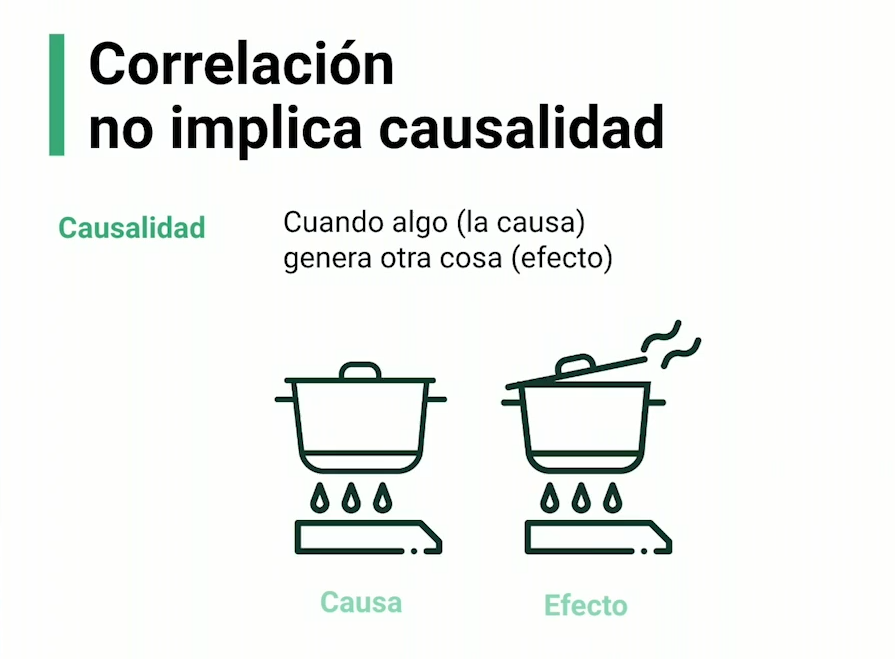 Correlación
no implica causalidad
Causalidad
Cuando algo (la causa)
genera otra cosa (efecto)
Causa
Efecto